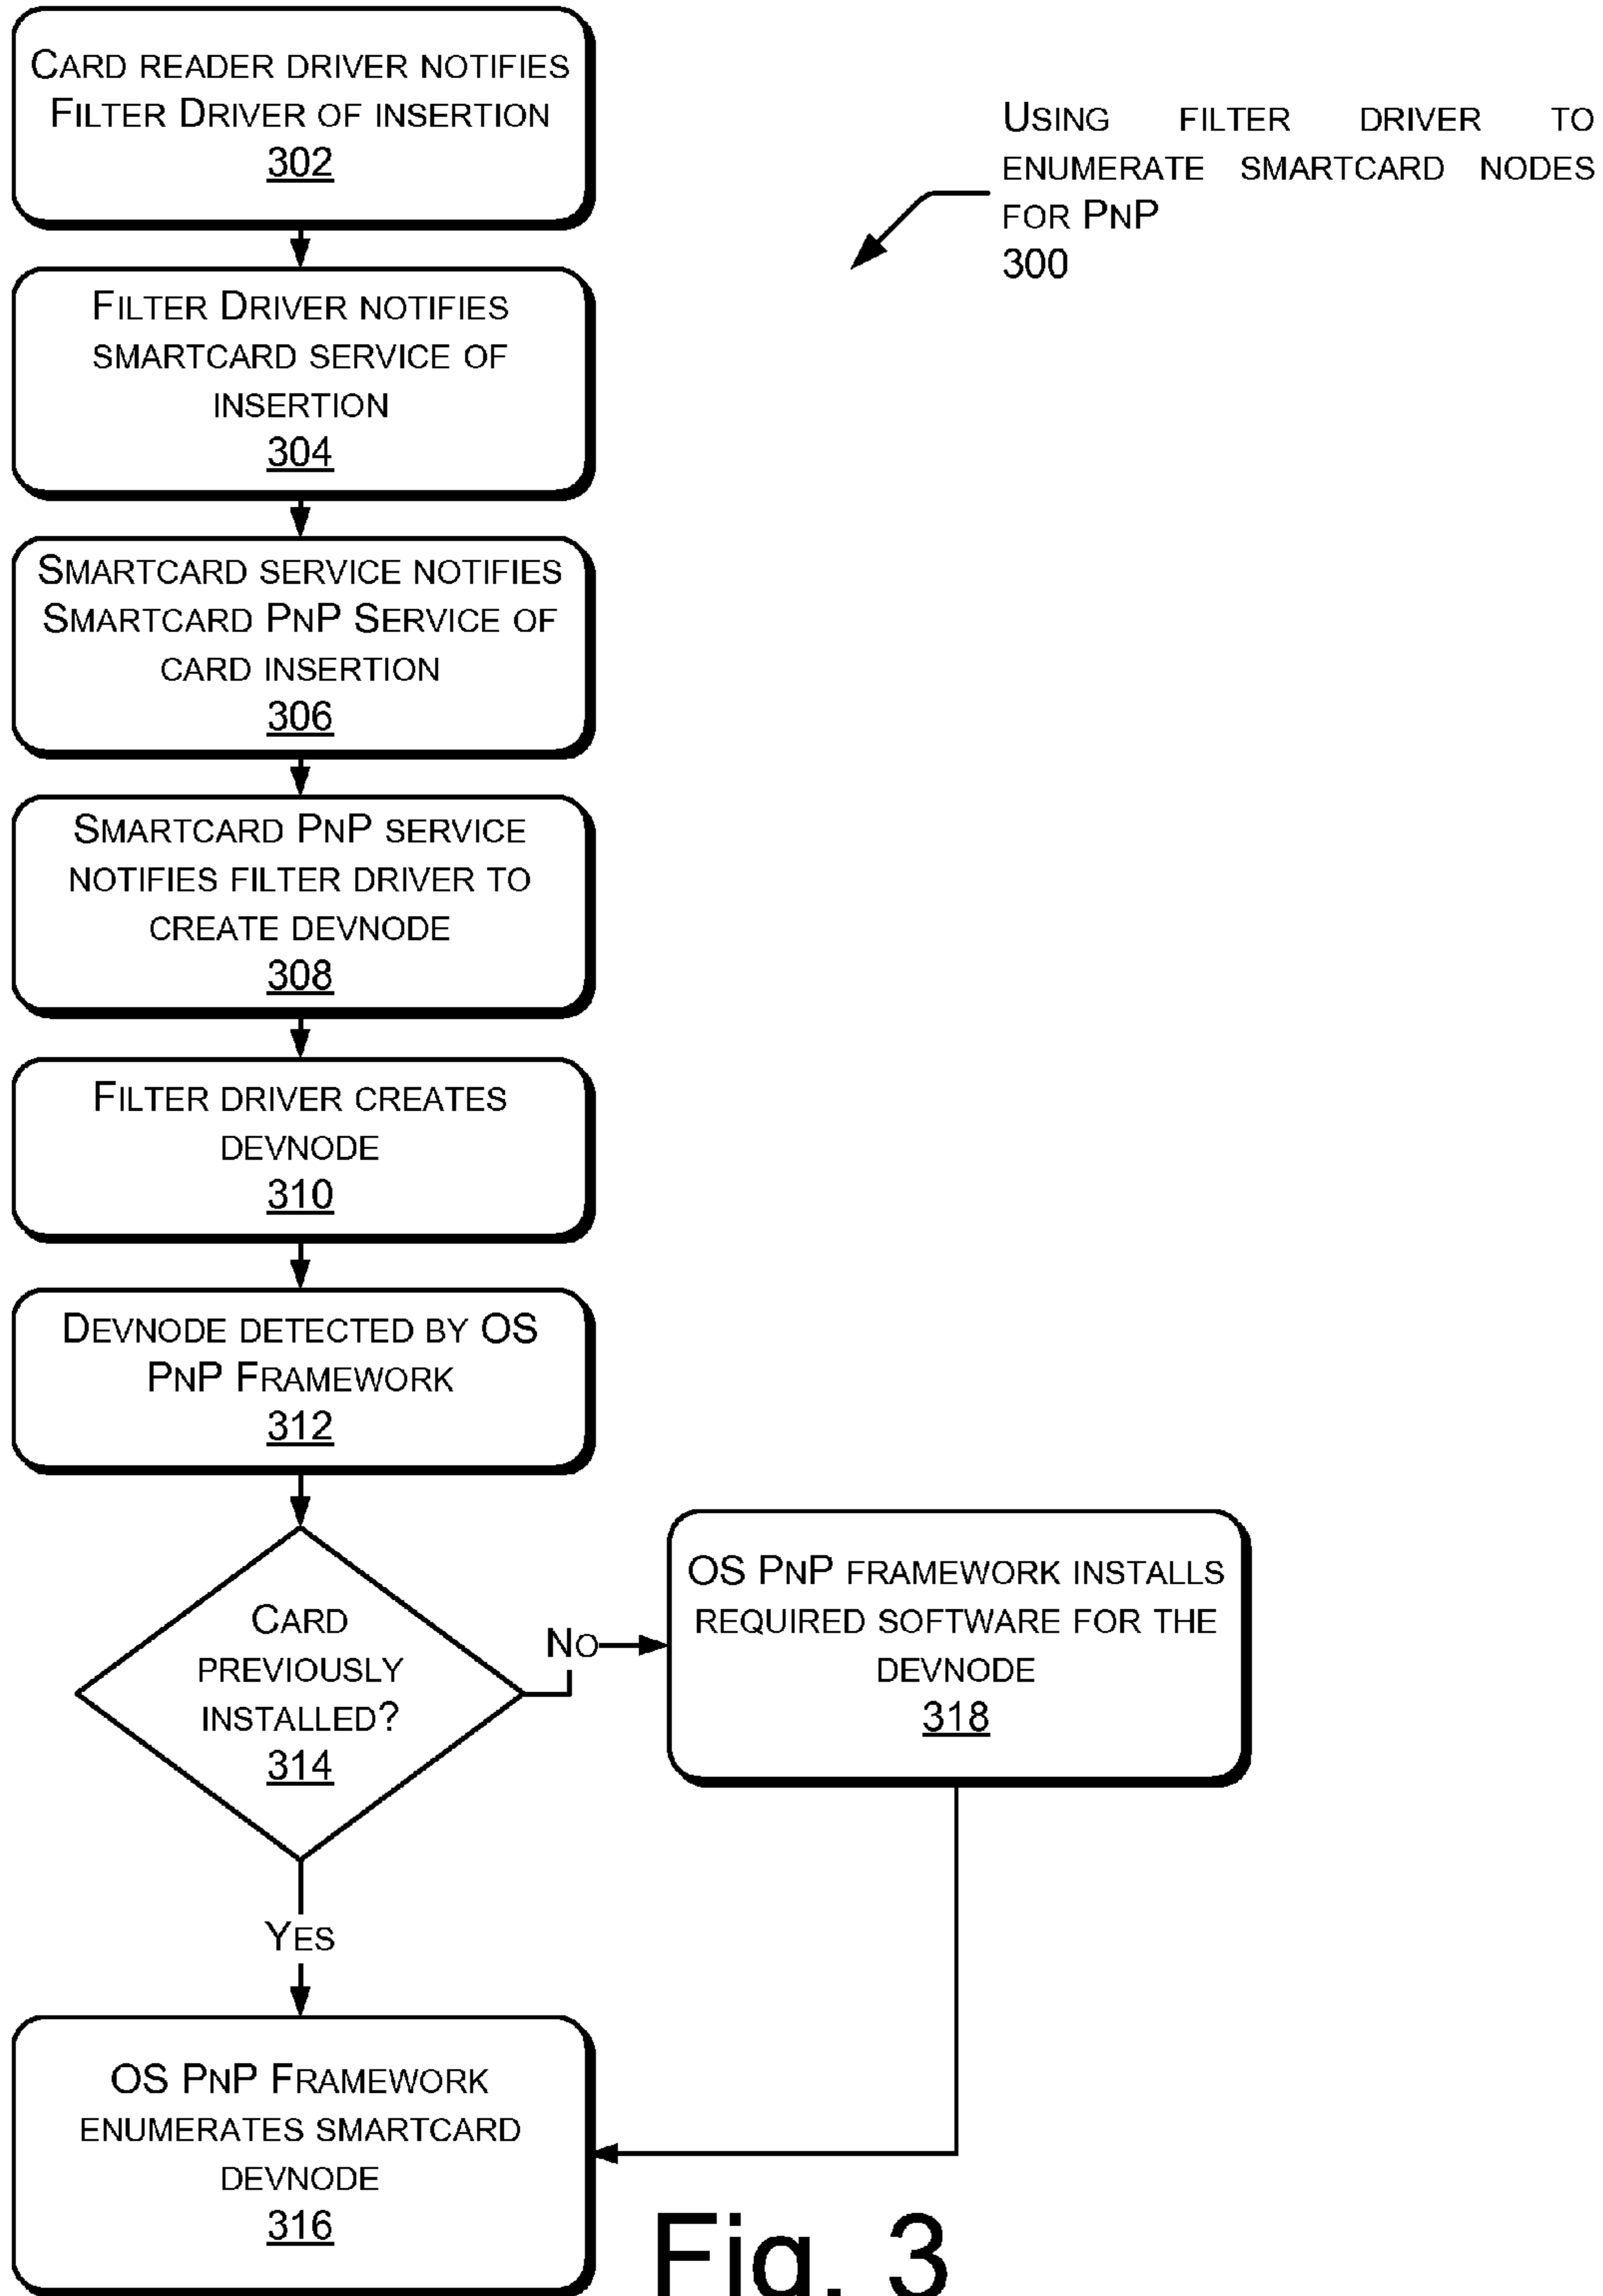 Card reader driver notifies
Filter Driver of insertion
302
Using filter driver to
enumerate smartcard nodes
for PnP
300
Filter Driver notifies
smartcard service of
insertion
304
Smartcard service notifies
Smartcard PnP Service of
card insertion
306
Smartcard PnP service
notifies filter driver to
create devnode
308
Filter driver creates
devnode
310
Devnode detected by OS
PnP Framework
312
Card
previously
installed?
314
No
OS PnP framework installs
required software for the
devnode
318
Yes
OS PnP Framework
enumerates smartcard
devnode
316
Fig. 3